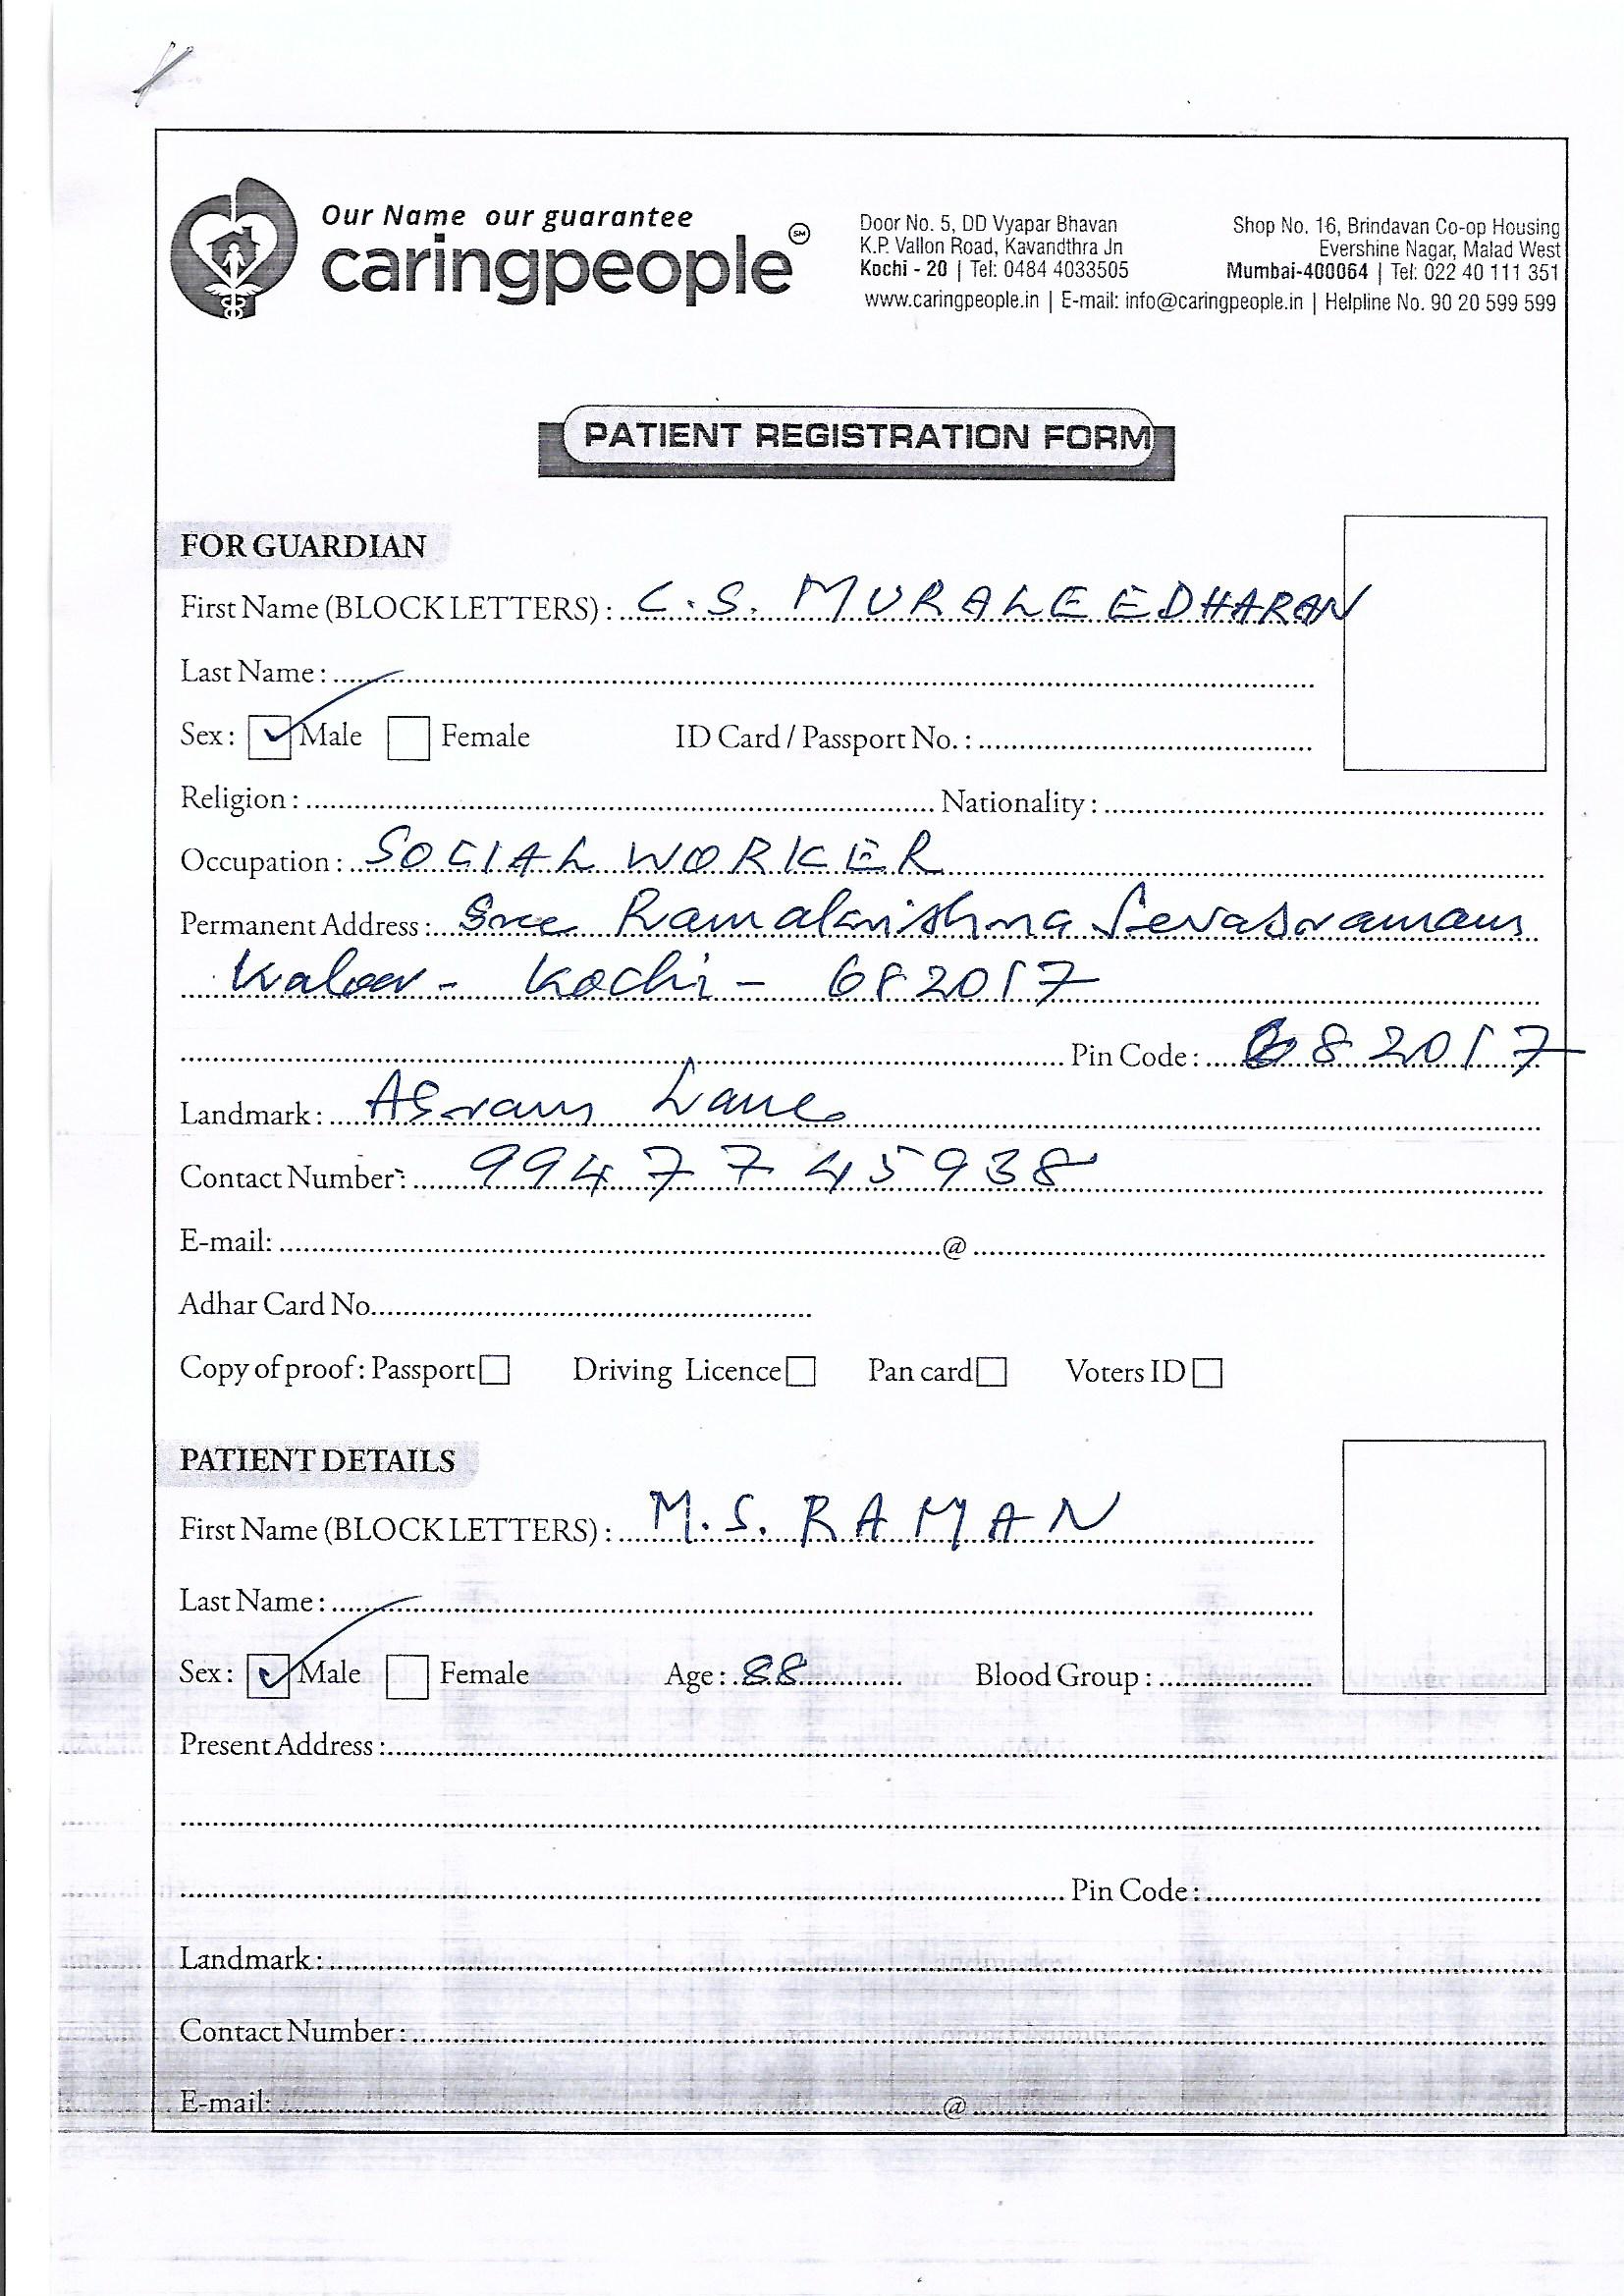 Our Name our guarantee
caringpeople SM
Door No. 5, DD Vyapar Bhavan
K.P. Vallon Road, Kavandthra Jn
Kochi - 20 | Tel: 0484 4033505
Shop No. 16, Brindavan Co-op Housing
Evershine Nagar, Malad West
Mumbai-400064 | Tel: 022 40 111 351
www.caringpeople.in | E-mail: info@caringpeople.in | Helpline No. 90 20 599 599
PATIENT REGISTRATION FORM
FOR GUARDIAN
First Name (BLOCK LETTERS) : C.S. MURALEEDHARAN
Last Name :
Sex : Male Female ID Card / Passport No. :
Religion : Nationality :
Occupation : SOCIAL WORKER
Permanent Address : Sree Ramakrishna Sevasramam
Kaloor - Kochi - 682017
Pin Code : 682017
Landmark : Asram Lane
Contact Number : 9947745938
E-mail: @
Adhar Card No.
Copy of proof : Passport Driving Licence Pan card Voters ID
PATIENT DETAILS
First Name (BLOCK LETTERS) : M.S. RAMAN
Last Name :
Sex : Male Female Age : 88 Blood Group :
Present Address :
Pin Code :
Landmark :
Contact Number :
E-mail: @